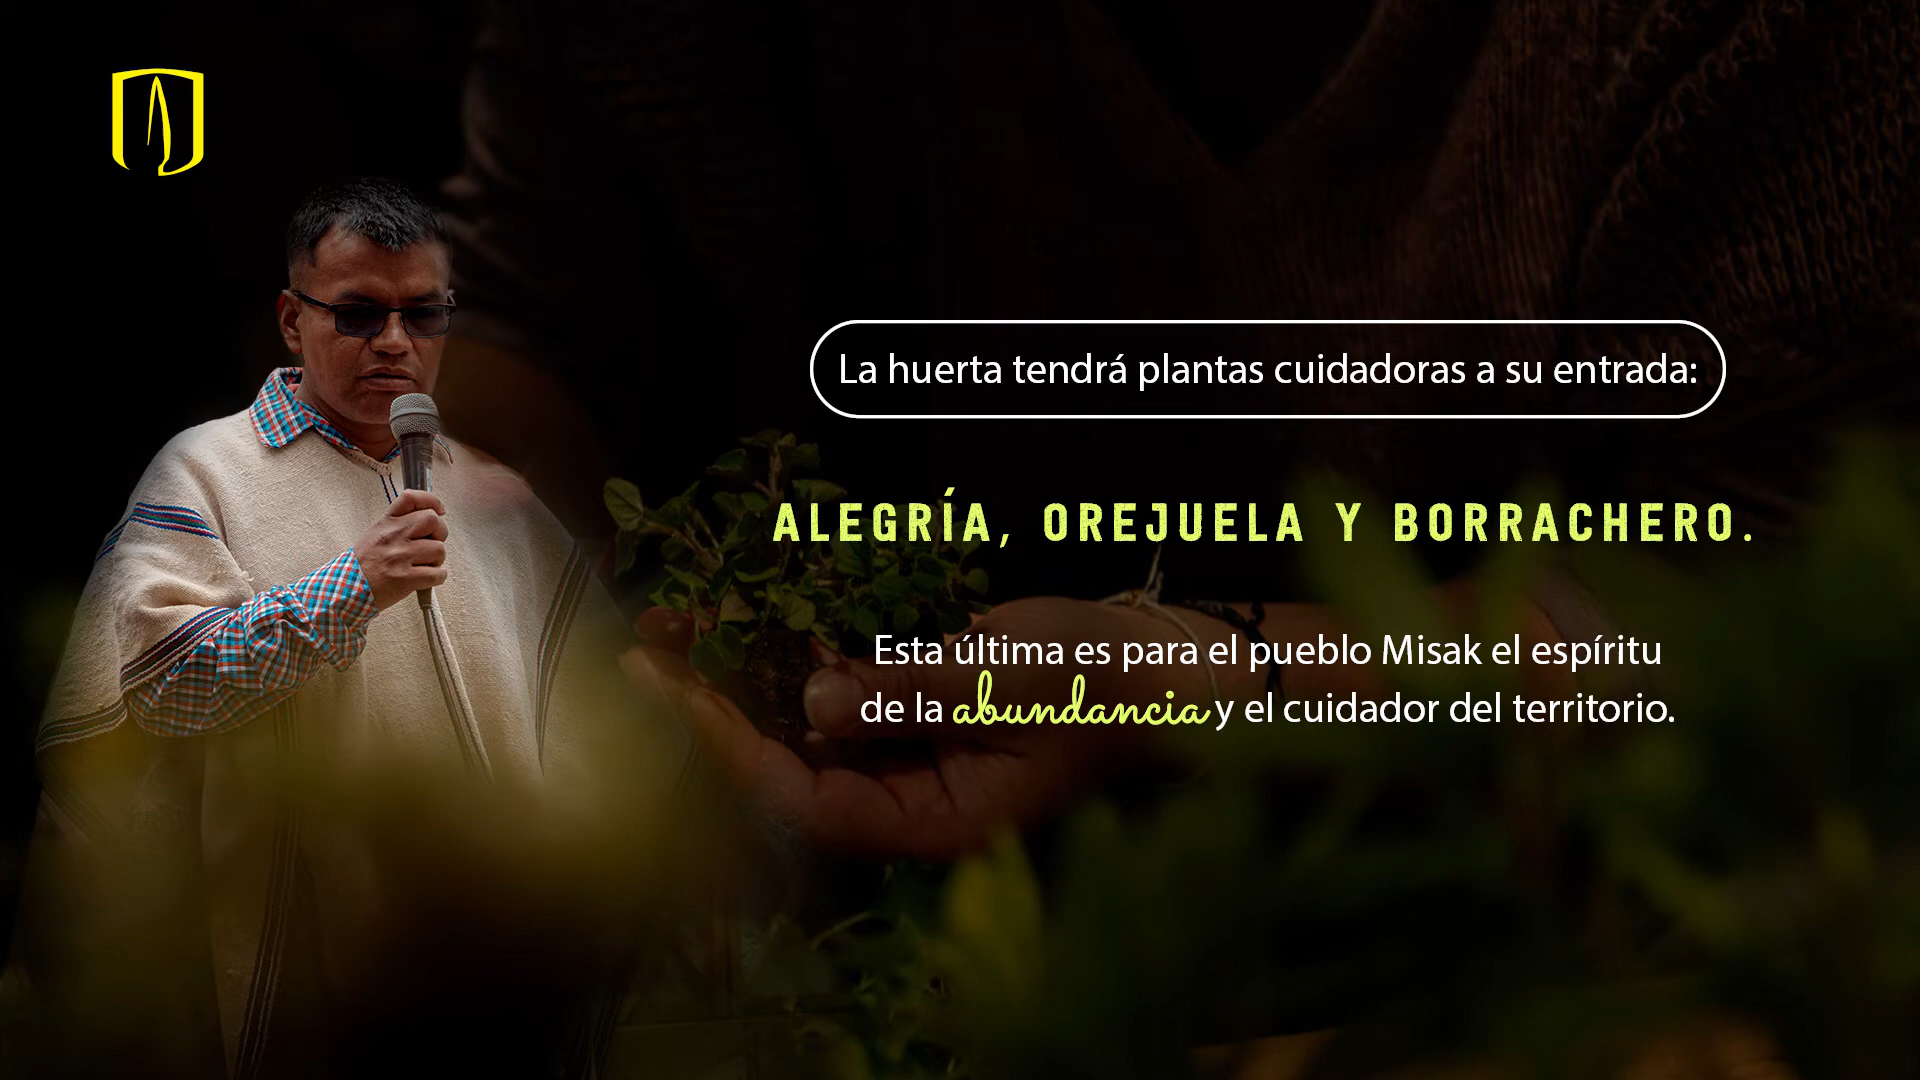 La huerta tendrá plantas cuidadoras a su entrada:
ALEGRÍA, OREJUELA Y BORRACHERO.
Esta última es para el pueblo Misak el espíritu
de la abundancia y el cuidador del territorio.